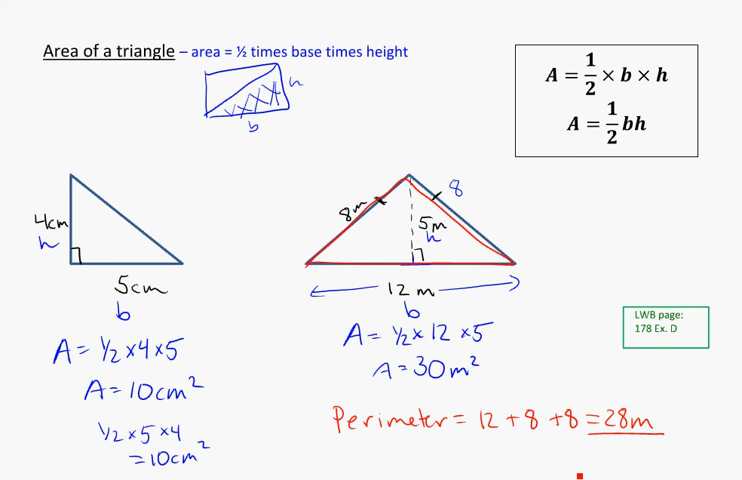 Area of a triangle – area = ½ times base times height
A = 1/2 × b × h
A = 1/2 bh
h
b
4cm
h
5cm
b
A = 1/2 × 4 × 5
A = 10cm²
1/2 × 5 × 4
= 10cm²
8m
8
5m
h
12 m
b
A = 1/2 × 12 × 5
A = 30m²
LWB page:
178 Ex. D
Perimeter = 12 + 8 + 8 = 28m